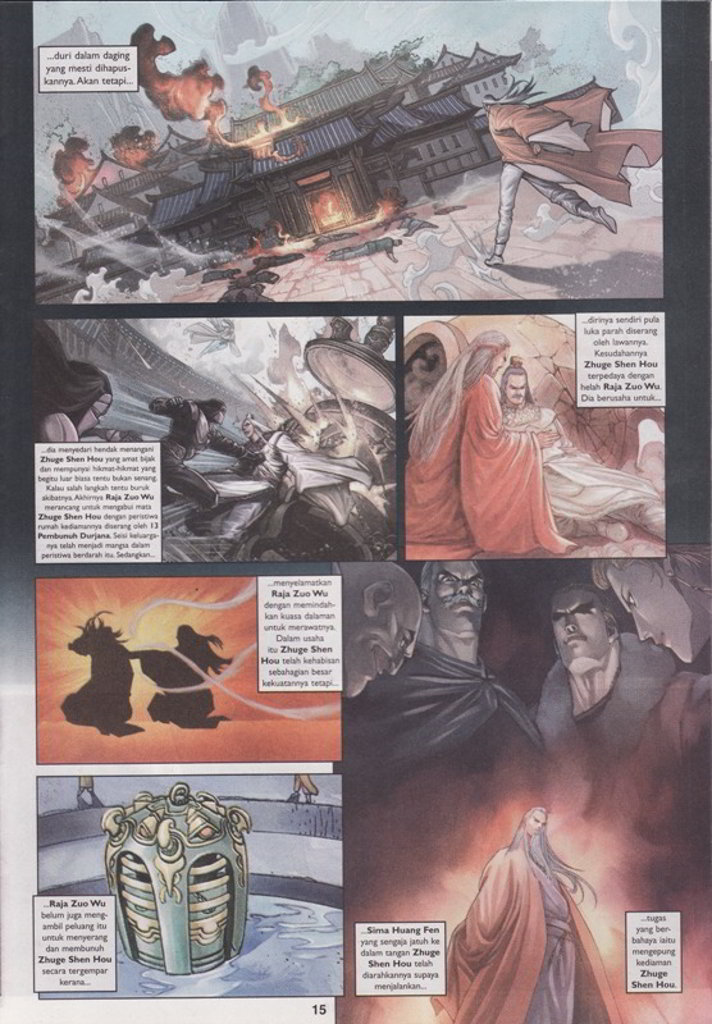 ...duri dalam daging
yang mesti dihapus-
kannya. Akan tetapi...
...dia menyedari hendak menangani
Zhuge Shen Hou yang amat bijak
dan mempunyai hikmat-hikmat yang
begitu luar biasa tentu bukan senang.
Kalau salah langkah tentu buruk
akibatnya. Akhirnya Raja Zuo Wu
merancang untuk mengabui mata
Zhuge Shen Hou dengan peristiwa
rumah kediamannya diserang oleh 13
Pembunuh Durjana. Seisi keluarga-
nya telah menjadi mangsa dalam
peristiwa berdarah itu. Sedangkan...
...dirinya sendiri pula
luka parah diserang
oleh lawannya.
Kesudahannya
Zhuge Shen Hou
terpedaya dengan
helah Raja Zuo Wu.
Dia berusaha untuk...
...menyelamatkan
Raja Zuo Wu
dengan memindah-
kan kuasa dalaman
untuk merawatnya.
Dalam usaha
itu Zhuge Shen
Hou telah kehabisan
sebahagian besar
kekuatannya tetapi...
...Raja Zuo Wu
belum juga meng-
ambil peluang itu
untuk menyerang
dan membunuh
Zhuge Shen Hou
secara tergempar
kerana...
...Sima Huang Fen
yang sengaja jatuh ke
dalam tangan Zhuge
Shen Hou telah
diarahkannya supaya
menjalankan...
...tugas
yang ber-
bahaya iaitu
mengepung
kediaman
Zhuge
Shen Hou.
15